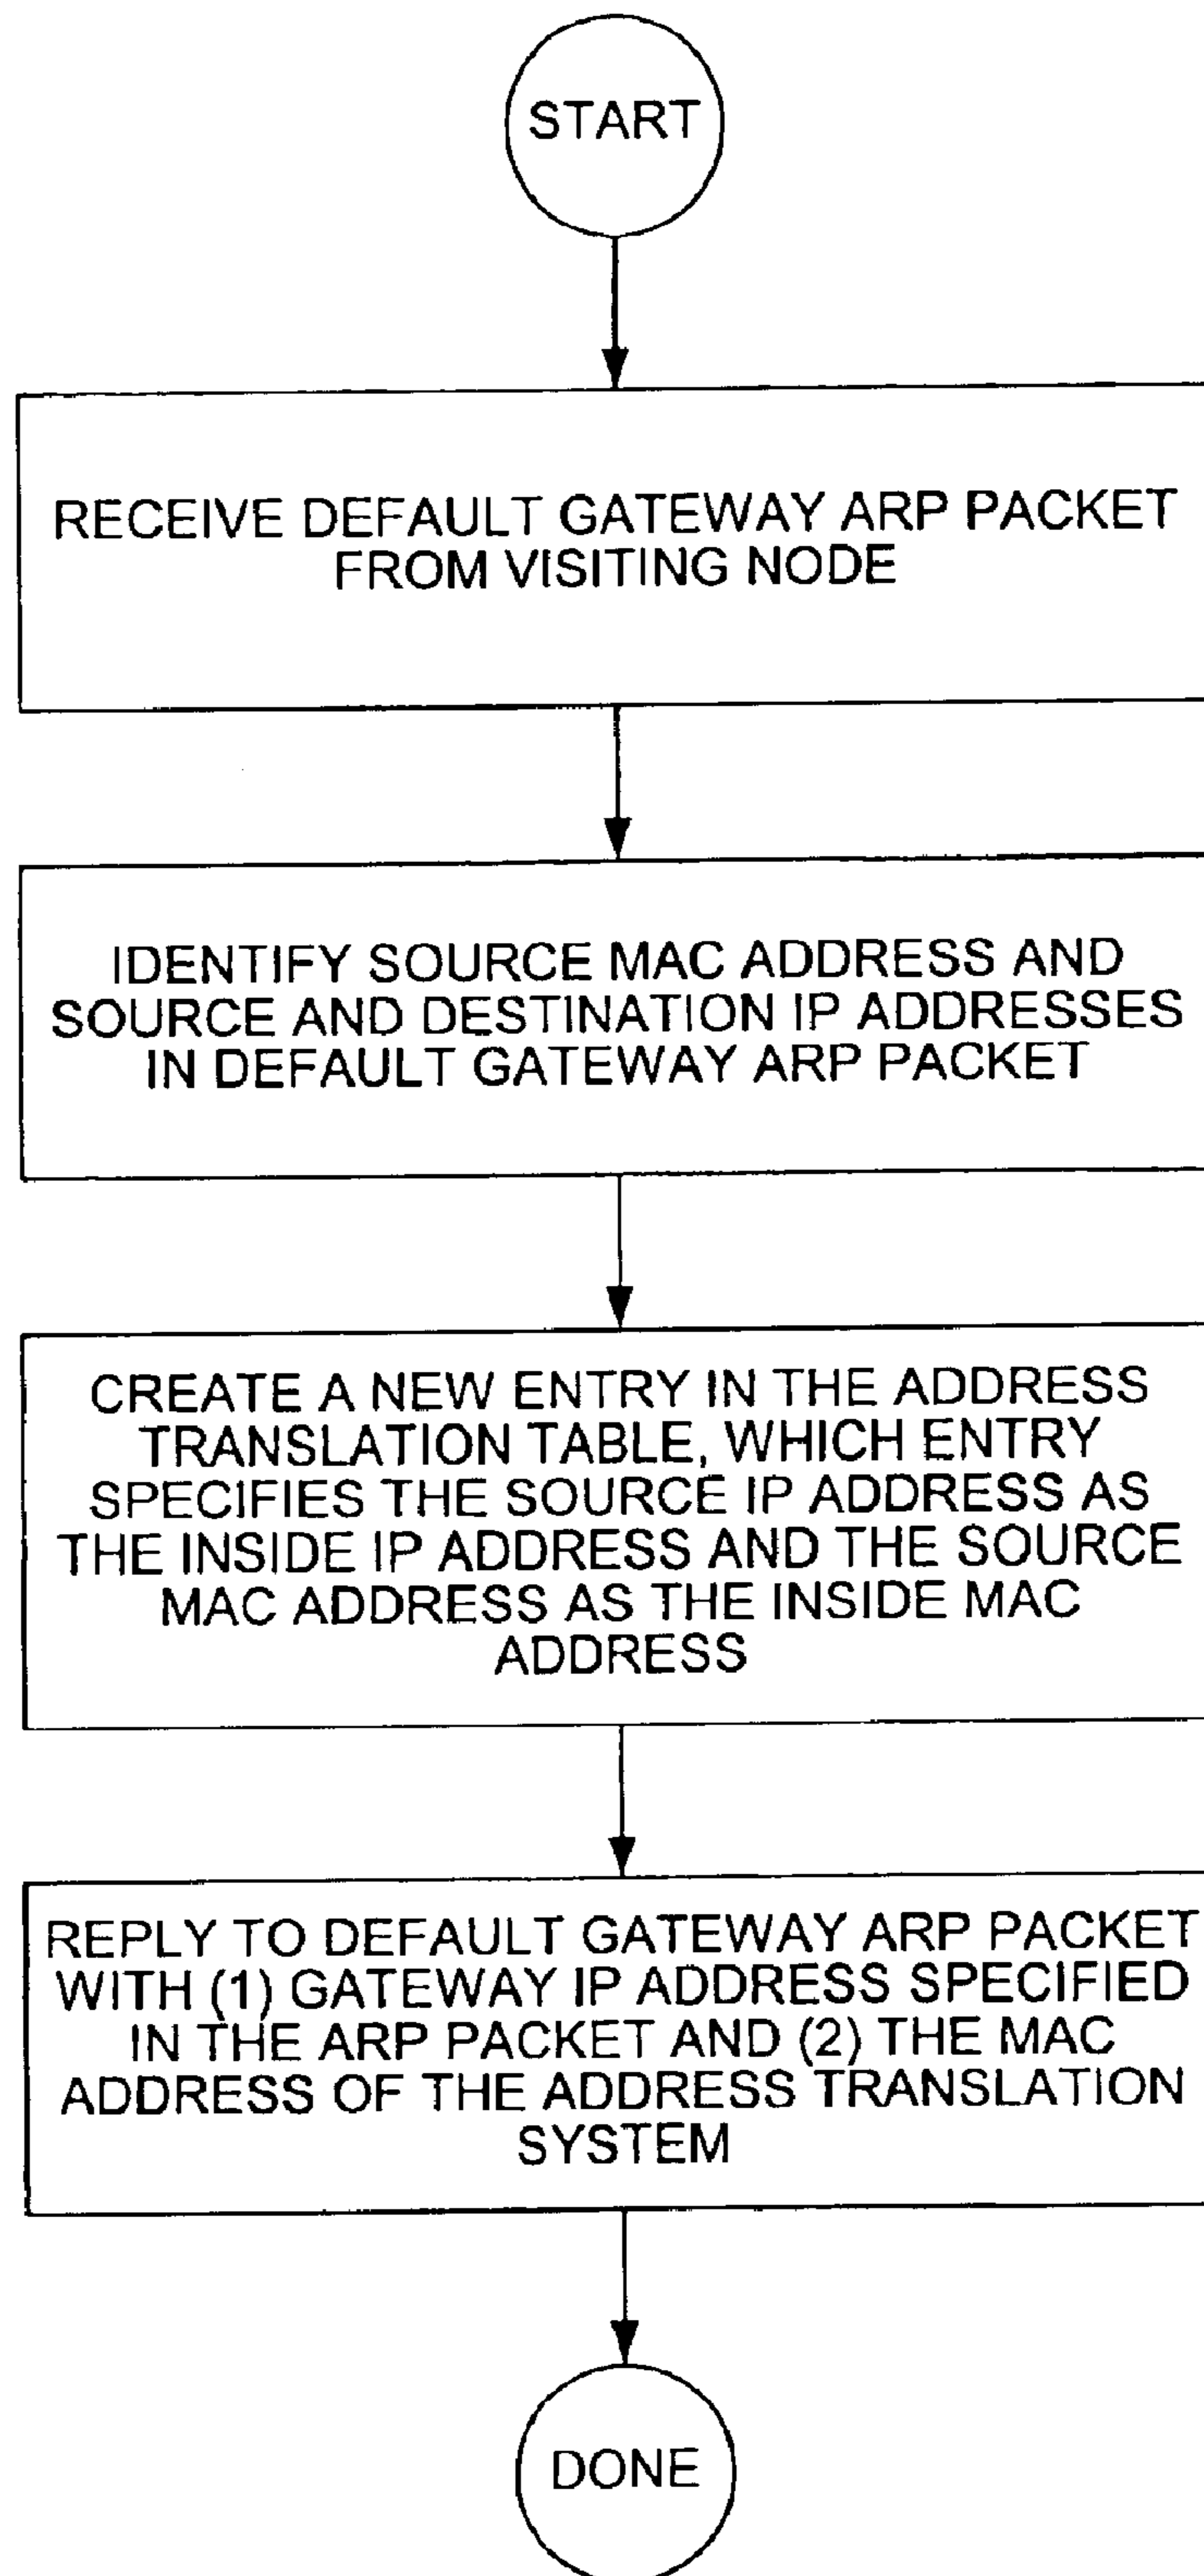 START
RECEIVE DEFAULT GATEWAY ARP PACKET
FROM VISITING NODE
IDENTIFY SOURCE MAC ADDRESS AND
SOURCE AND DESTINATION IP ADDRESSES
IN DEFAULT GATEWAY ARP PACKET
CREATE A NEW ENTRY IN THE ADDRESS
TRANSLATION TABLE, WHICH ENTRY
SPECIFIES THE SOURCE IP ADDRESS AS
THE INSIDE IP ADDRESS AND THE SOURCE
MAC ADDRESS AS THE INSIDE MAC
ADDRESS
REPLY TO DEFAULT GATEWAY ARP PACKET
WITH (1) GATEWAY IP ADDRESS SPECIFIED
IN THE ARP PACKET AND (2) THE MAC
ADDRESS OF THE ADDRESS TRANSLATION
SYSTEM
DONE